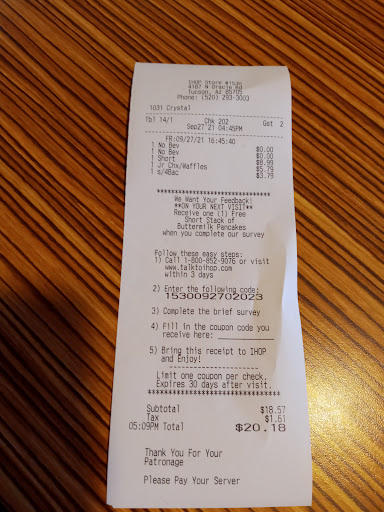 IHOP Store #1530
4187 N Oracle Rd
Tucson, AZ 85705
Phone: (520) 293-3003
1031 Crystal
Tbl 14/1 Chk 202 Gst 2
Sep27'21 04:45PM
FR:09/27/21 16:45:40
1 No Bev $0.00
1 No Bev $0.00
1 Short $8.99
1 Jr Chx/Waffles $5.79
1 s/4Bac $3.79
We Want Your Feedback!
**ON YOUR NEXT VISIT**
Receive one (1) Free
Short Stack of
Buttermilk Pancakes
when you complete our survey
Follow these easy steps:
1) Call 1-800-852-9076 or visit
www.talktoihop.com
within 3 days
2) Enter the following code:
1530092702023
3) Complete the brief survey
4) Fill in the coupon code you
receive here:
5) Bring this receipt to IHOP
and Enjoy!
Limit one coupon per check.
Expires 30 days after visit.
Subtotal $18.57
Tax $1.61
05:09PM Total $20.18
Thank You For Your
Patronage
Please Pay Your Server